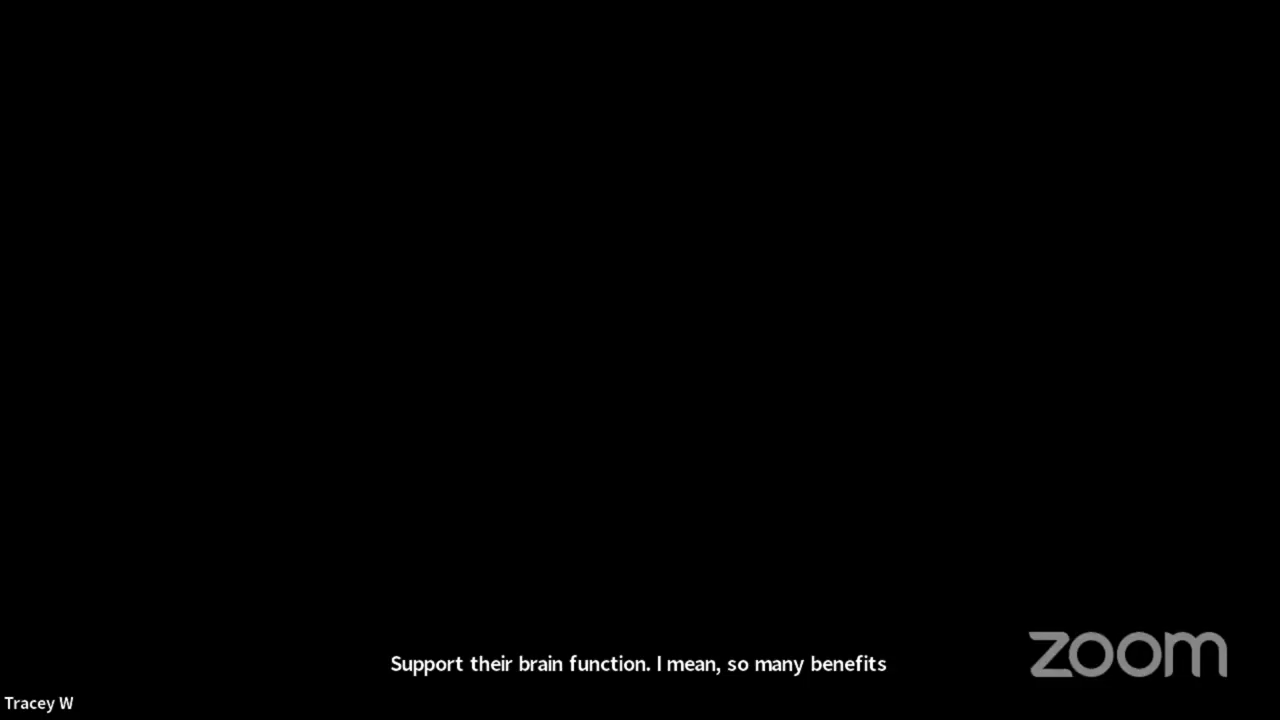 Support their brain function. I mean, so many benefits
zoom
Tracey W